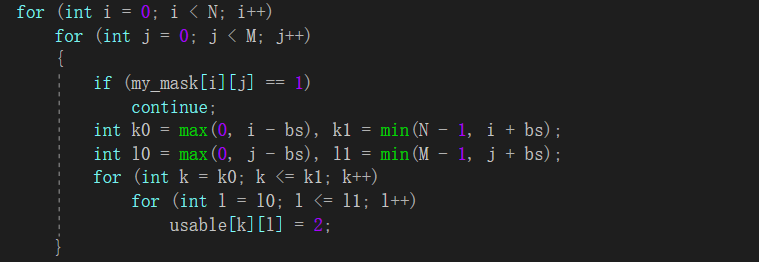 for (int i = 0; i < N; i++)
for (int j = 0; j < M; j++)
{
if (my_mask[i][j] == 1)
continue;
int k0 = max(0, i - bs), k1 = min(N - 1, i + bs);
int l0 = max(0, j - bs), l1 = min(M - 1, j + bs);
for (int k = k0; k <= k1; k++)
for (int l = l0; l <= l1; l++)
usable[k][l] = 2;
}